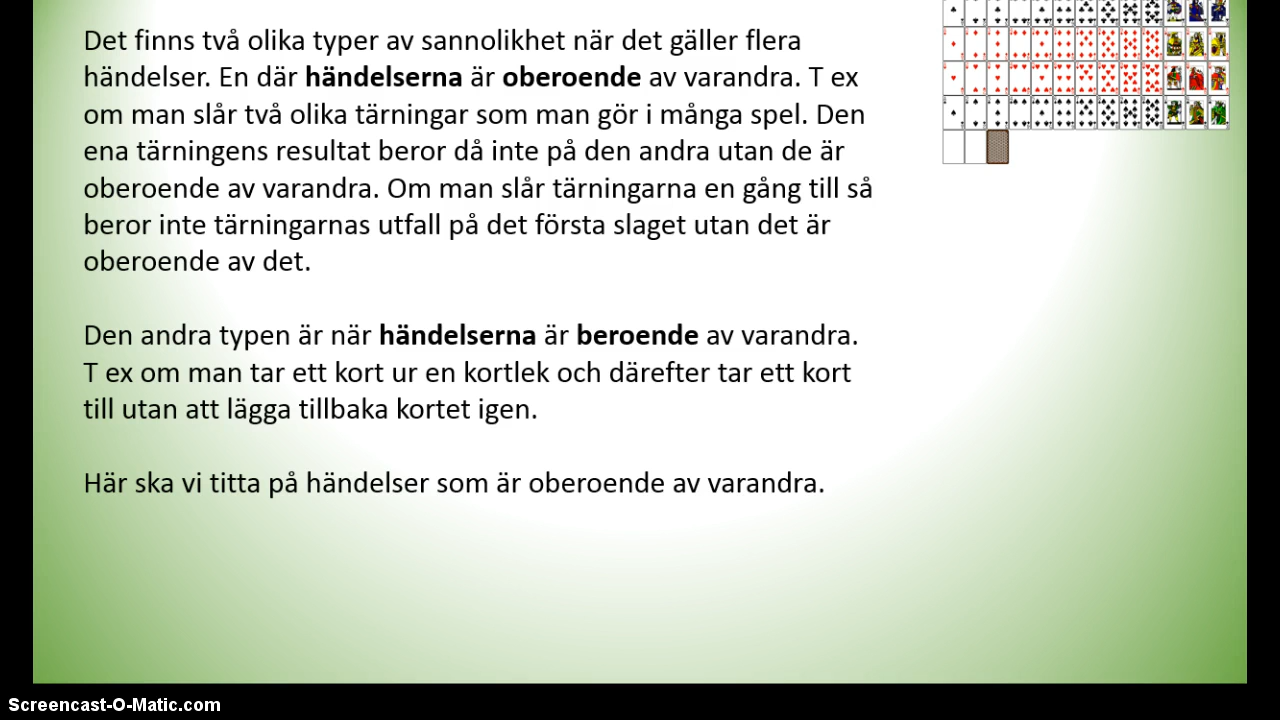 Det finns två olika typer av sannolikhet när det gäller flera
händelser. En där händelserna är oberoende av varandra. T ex
om man slår två olika tärningar som man gör i många spel. Den
ena tärningens resultat beror då inte på den andra utan de är
oberoende av varandra. Om man slår tärningarna en gång till så
beror inte tärningarnas utfall på det första slaget utan det är
oberoende av det.
Den andra typen är när händelserna är beroende av varandra.
T ex om man tar ett kort ur en kortlek och därefter tar ett kort
till utan att lägga tillbaka kortet igen.
Här ska vi titta på händelser som är oberoende av varandra.
Screencast-O-Matic.com